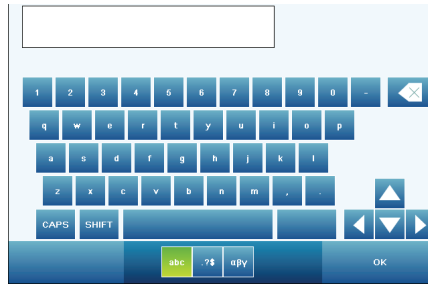 1 2 3 4 5 6 7 8 9 0 -
q w e r t y u i o p
a s d f g h j k l
z x c v b n m , .
CAPS SHIFT
abc .?$ αβγ OK